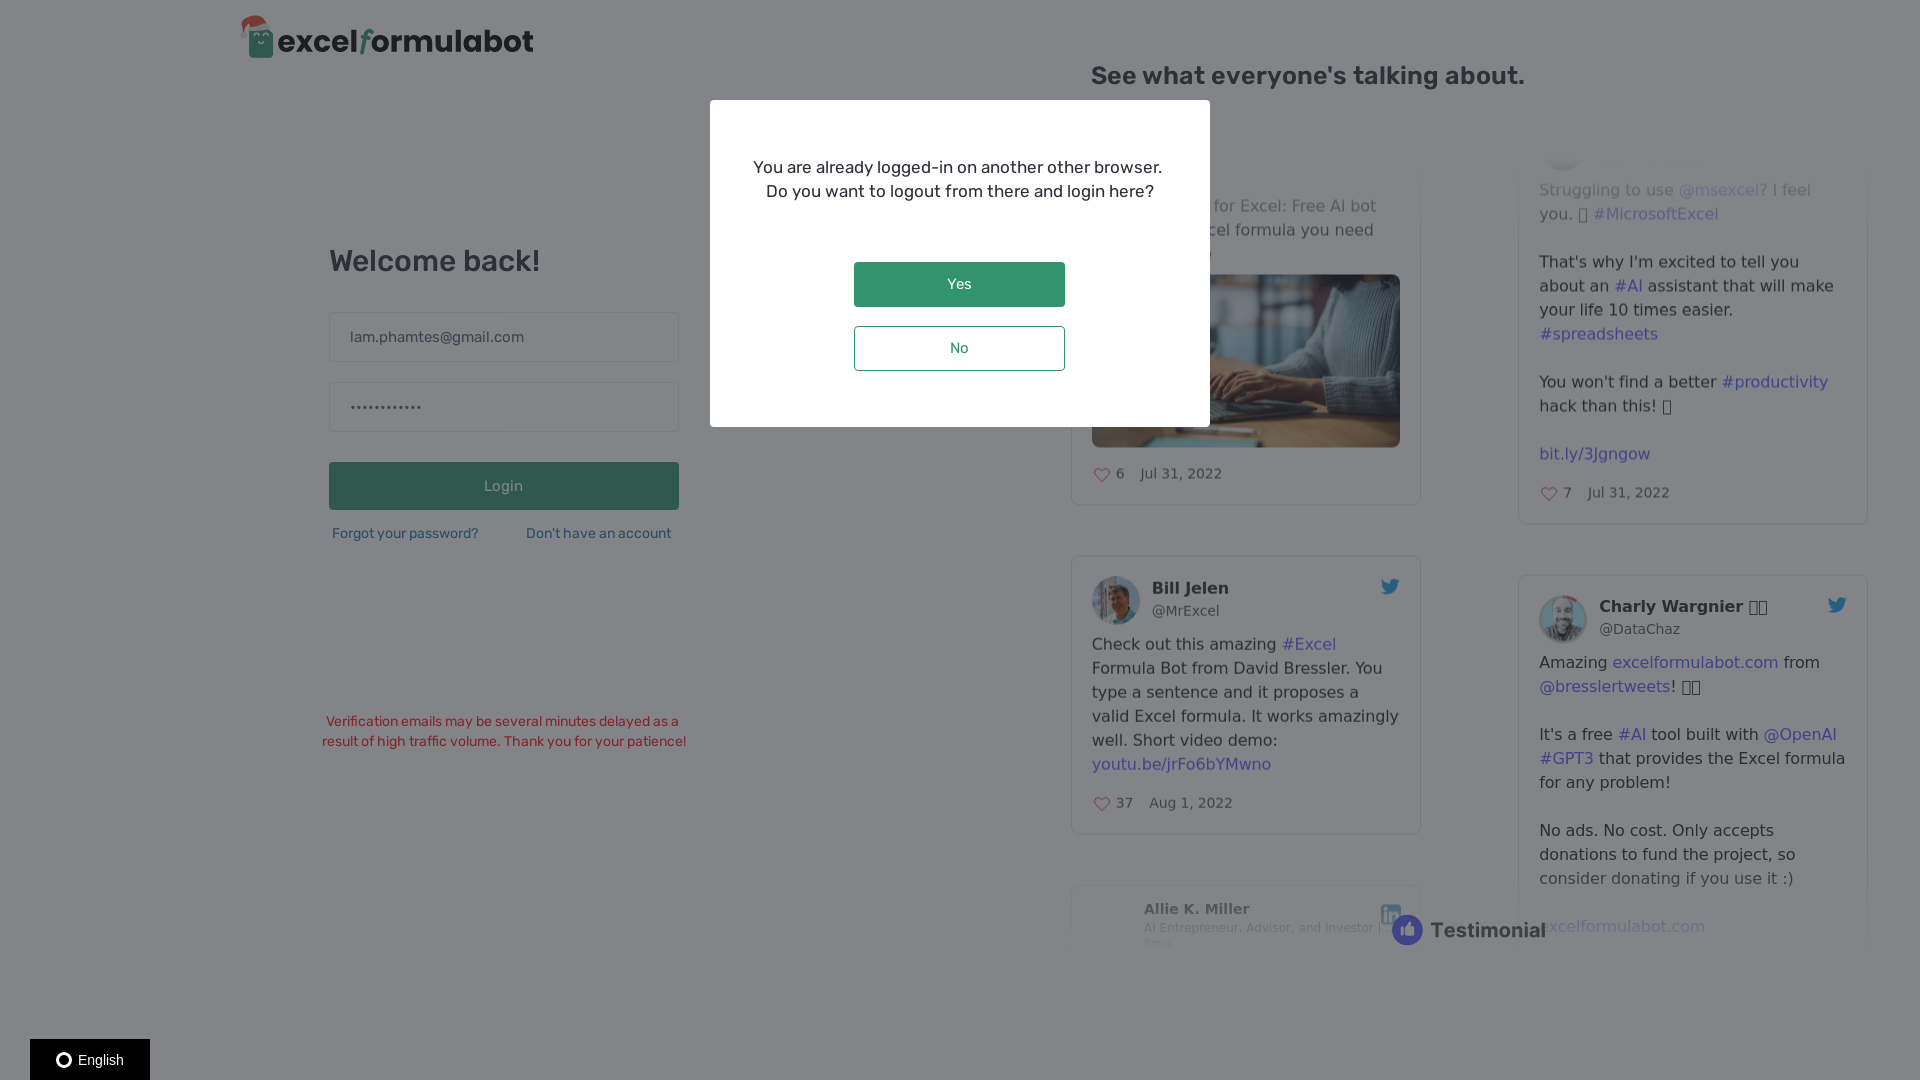 excelformulabot
See what everyone's talking about.
You are already logged-in on another other browser.
Do you want to logout from there and login here?
Yes
No
Welcome back!
lam.phamtes@gmail.com
••••••••••••
Login
Forgot your password?
Don't have an account
Verification emails may be several minutes delayed as a
result of high traffic volume. Thank you for your patience!
for Excel: Free AI bot
formula you need
6 Jul 31, 2022
Bill Jelen
@MrExcel
Check out this amazing #Excel
Formula Bot from David Bressler. You
type a sentence and it proposes a
valid Excel formula. It works amazingly
well. Short video demo:
youtu.be/jrFo6bYMwno
37 Aug 1, 2022
Allie K. Miller
AI Entrepreneur, Advisor, and Investor |
Struggling to use @msexcel? I feel
you. #MicrosoftExcel
That's why I'm excited to tell you
about an #AI assistant that will make
your life 10 times easier.
#spreadsheets
You won't find a better #productivity
hack than this!
bit.ly/3Jgngow
7 Jul 31, 2022
Charly Wargnier
@DataChaz
Amazing excelformulabot.com from
@bresslertweets!
It's a free #AI tool built with @OpenAI
#GPT3 that provides the Excel formula
for any problem!
No ads. No cost. Only accepts
donations to fund the project, so
consider donating if you use it :)
excelformulabot.com
Testimonial
English